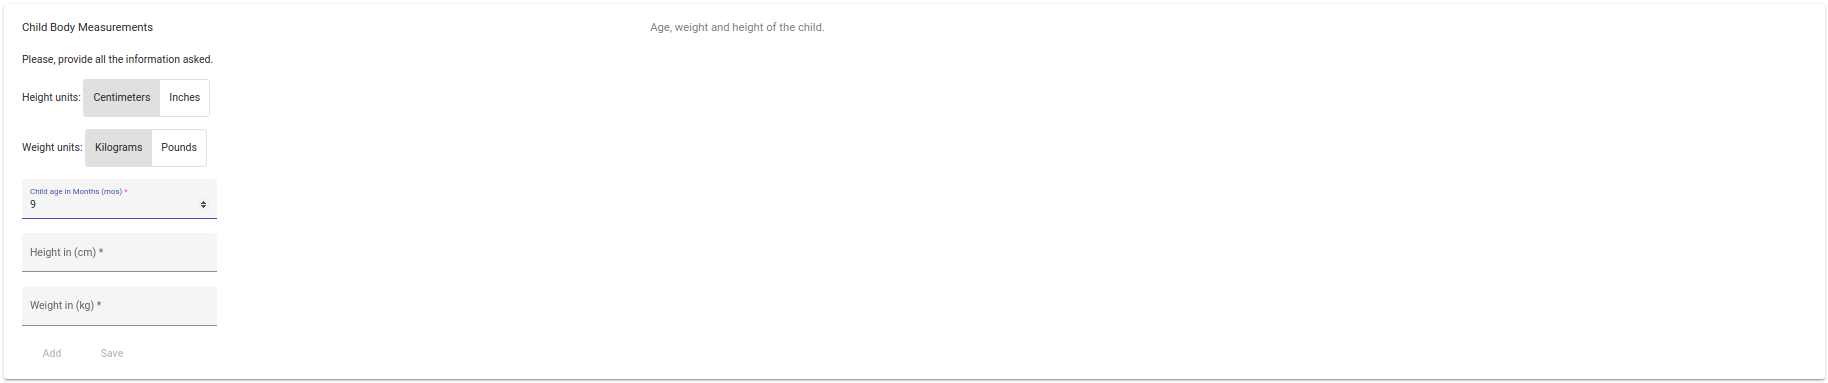 Child Body Measurements
Age, weight and height of the child.
Please, provide all the information asked.
Height units: Centimeters Inches
Weight units: Kilograms Pounds
Child age in Months (mos) *
9
Height in (cm) *
Weight in (kg) *
Add Save